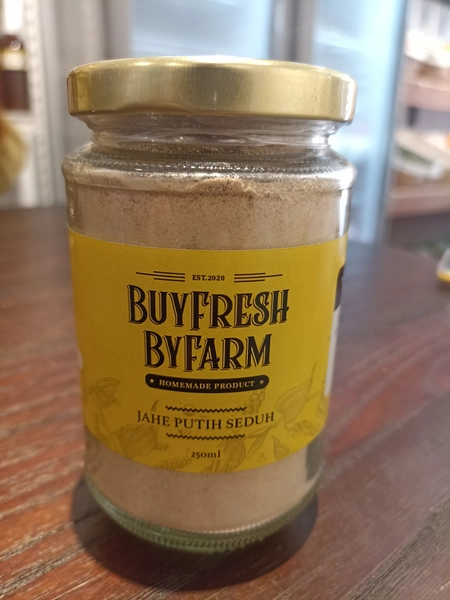 EST.2020
BUYFRESH
BYFARM
HOMEMADE PRODUCT
JAHE PUTIH SEDUH
250ml